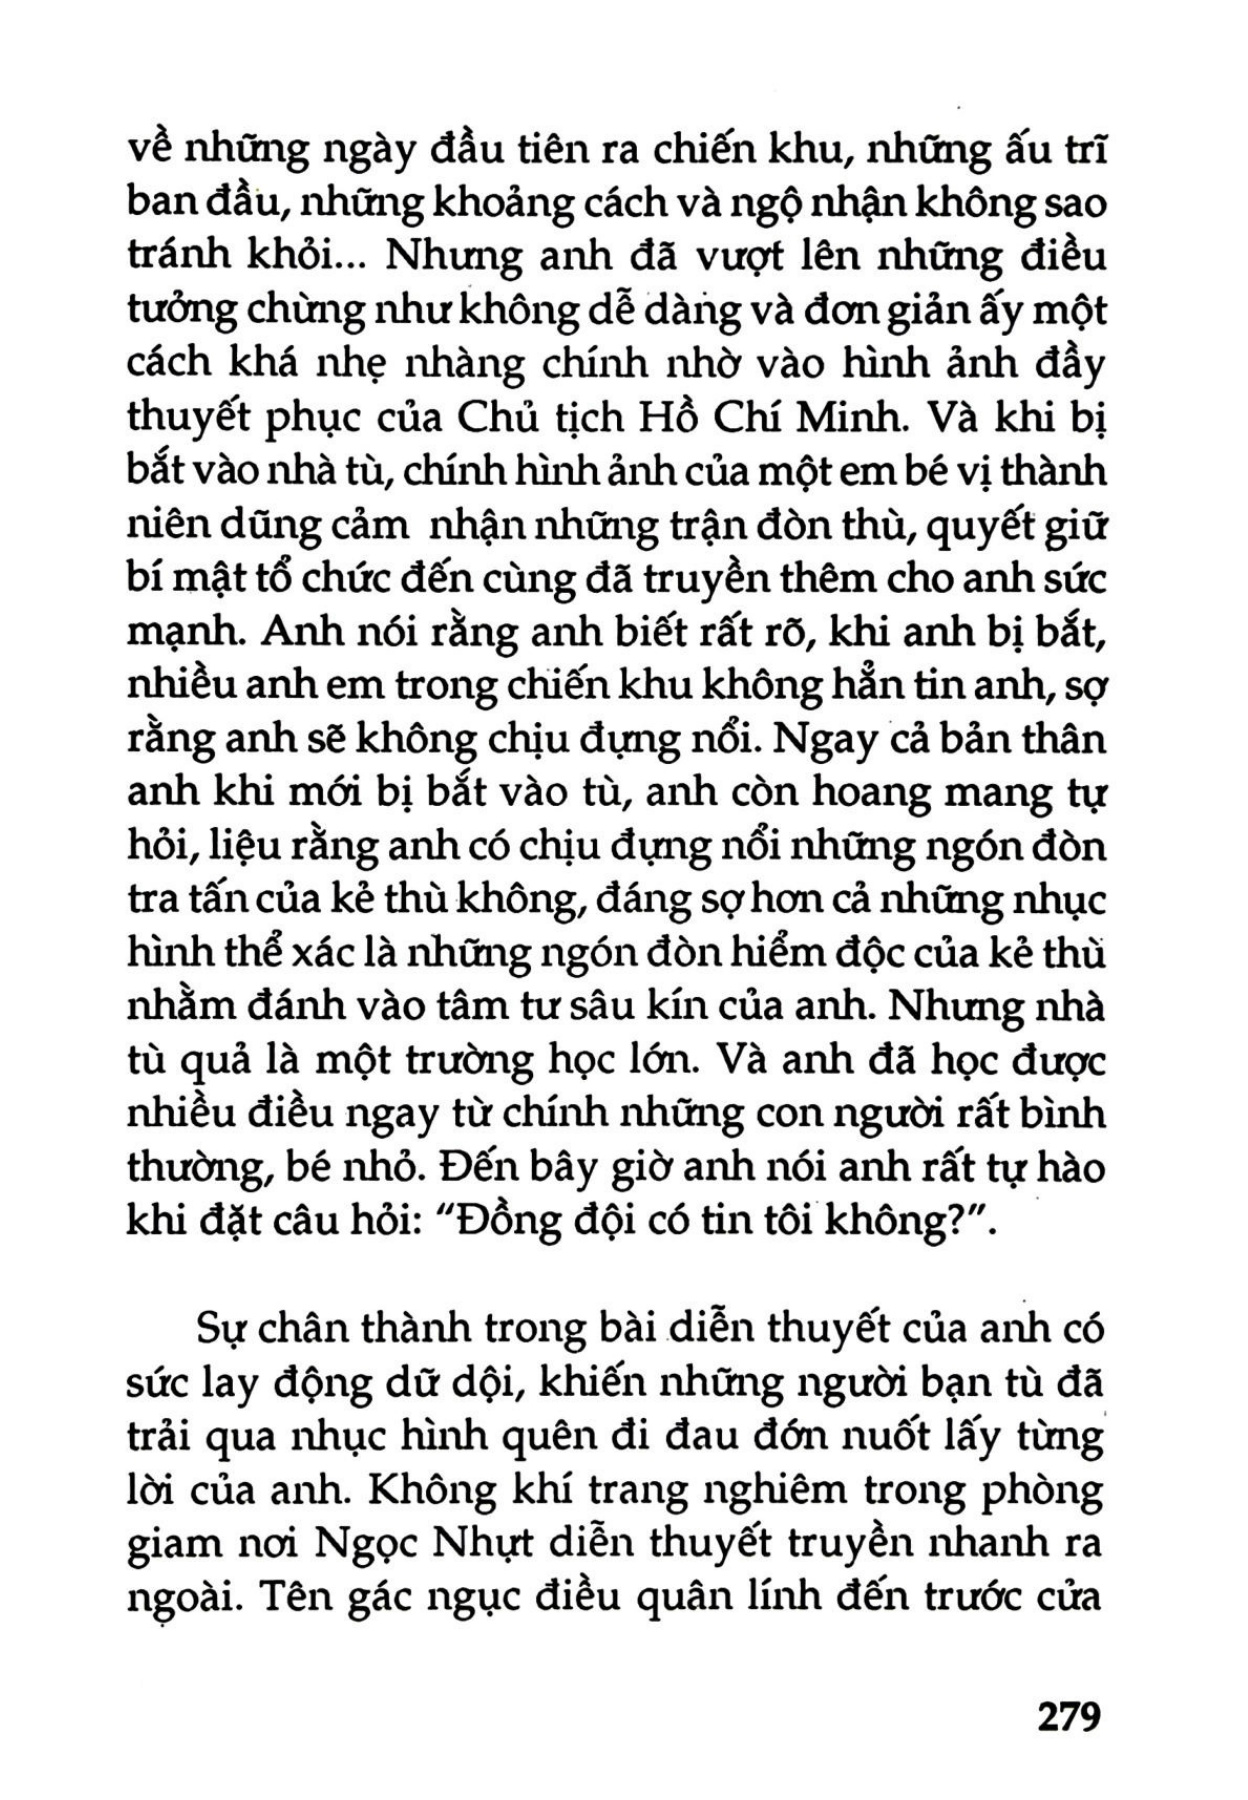 về những ngày đầu tiên ra chiến khu, những ấu trĩ
ban đầu, những khoảng cách và ngộ nhận không sao
tránh khỏi... Nhưng anh đã vượt lên những điều
tưởng chừng như không dễ dàng và đơn giản ấy một
cách khá nhẹ nhàng chính nhờ vào hình ảnh đầy
thuyết phục của Chủ tịch Hồ Chí Minh. Và khi bị
bắt vào nhà tù, chính hình ảnh của một em bé vị thành
niên dũng cảm nhận những trận đòn thù, quyết giữ
bí mật tổ chức đến cùng đã truyền thêm cho anh sức
mạnh. Anh nói rằng anh biết rất rõ, khi anh bị bắt,
nhiều anh em trong chiến khu không hẳn tin anh, sợ
rằng anh sẽ không chịu đựng nổi. Ngay cả bản thân
anh khi mới bị bắt vào tù, anh còn hoang mang tự
hỏi, liệu rằng anh có chịu đựng nổi những ngón đòn
tra tấn của kẻ thù không, đáng sợ hơn cả những nhục
hình thể xác là những ngón đòn hiểm độc của kẻ thù
nhằm đánh vào tâm tư sâu kín của anh. Nhưng nhà
tù quả là một trường học lớn. Và anh đã học được
nhiều điều ngay từ chính những con người rất bình
thường, bé nhỏ. Đến bây giờ anh nói anh rất tự hào
khi đặt câu hỏi: "Đồng đội có tin tôi không?".
Sự chân thành trong bài diễn thuyết của anh có
sức lay động dữ dội, khiến những người bạn tù đã
trải qua nhục hình quên đi đau đớn nuốt lấy từng
lời của anh. Không khí trang nghiêm trong phòng
giam nơi Ngọc Nhựt diễn thuyết truyền nhanh ra
ngoài. Tên gác ngục điều quân lính đến trước cửa
279